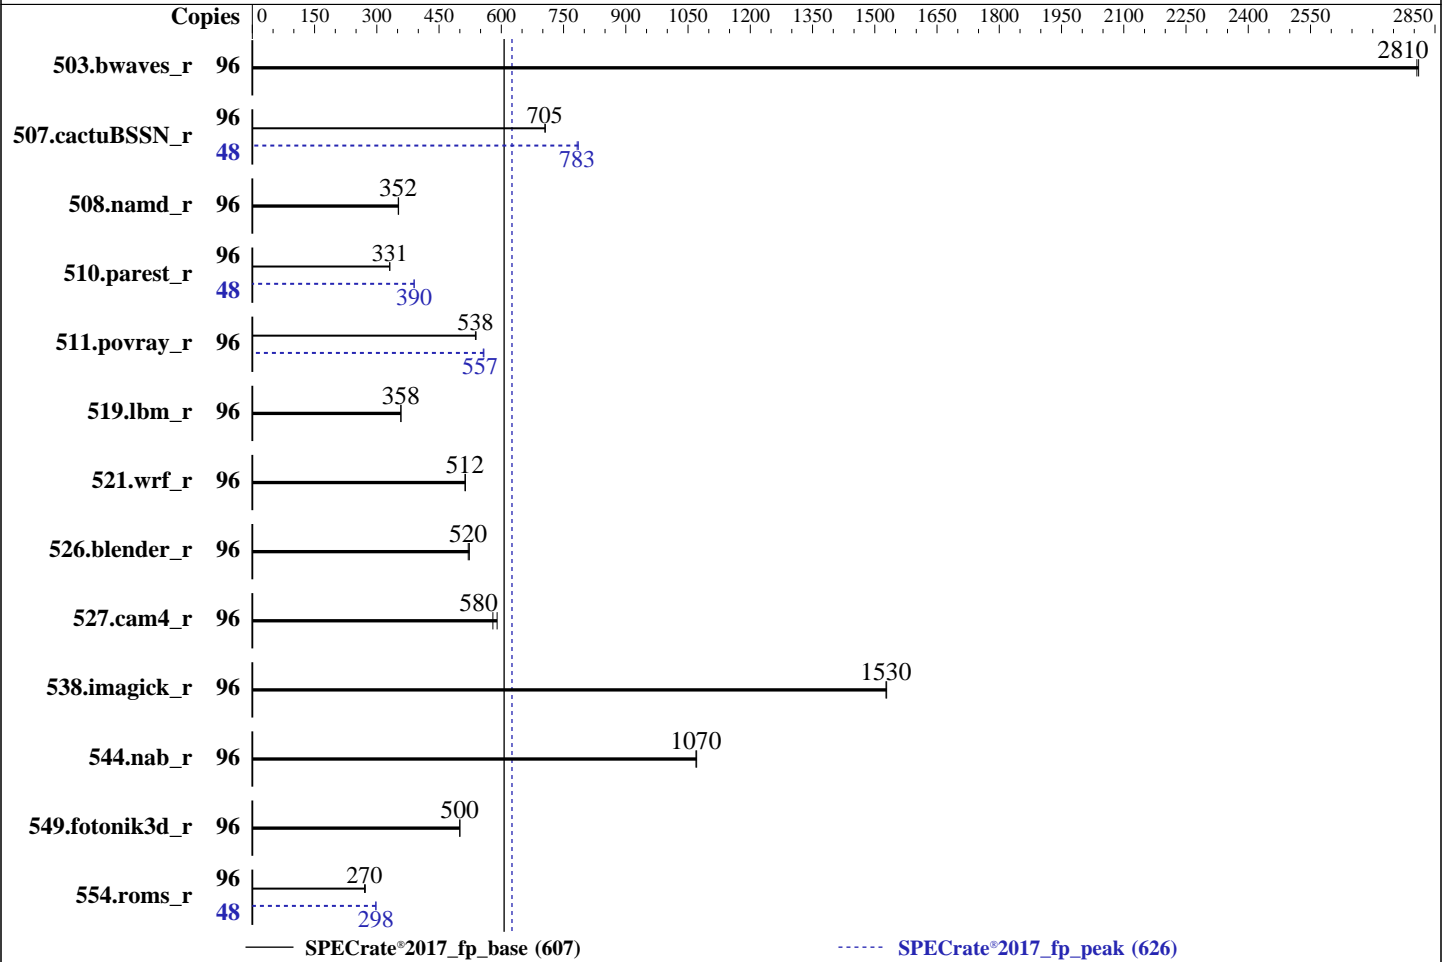 Copies 0 150 300 450 600 750 900 1050 1200 1350 1500 1650 1800 1950 2100 2250 2400 2550 2850
503.bwaves_r 96 2810
507.cactuBSSN_r 96 705
48 783
508.namd_r 96 352
510.parest_r 96 331
48 390
511.povray_r 96 538
557
519.lbm_r 96 358
521.wrf_r 96 512
526.blender_r 96 520
527.cam4_r 96 580
538.imagick_r 96 1530
544.nab_r 96 1070
549.fotonik3d_r 96 500
554.roms_r 96 270
48 298
SPECrate®2017_fp_base (607) SPECrate®2017_fp_peak (626)